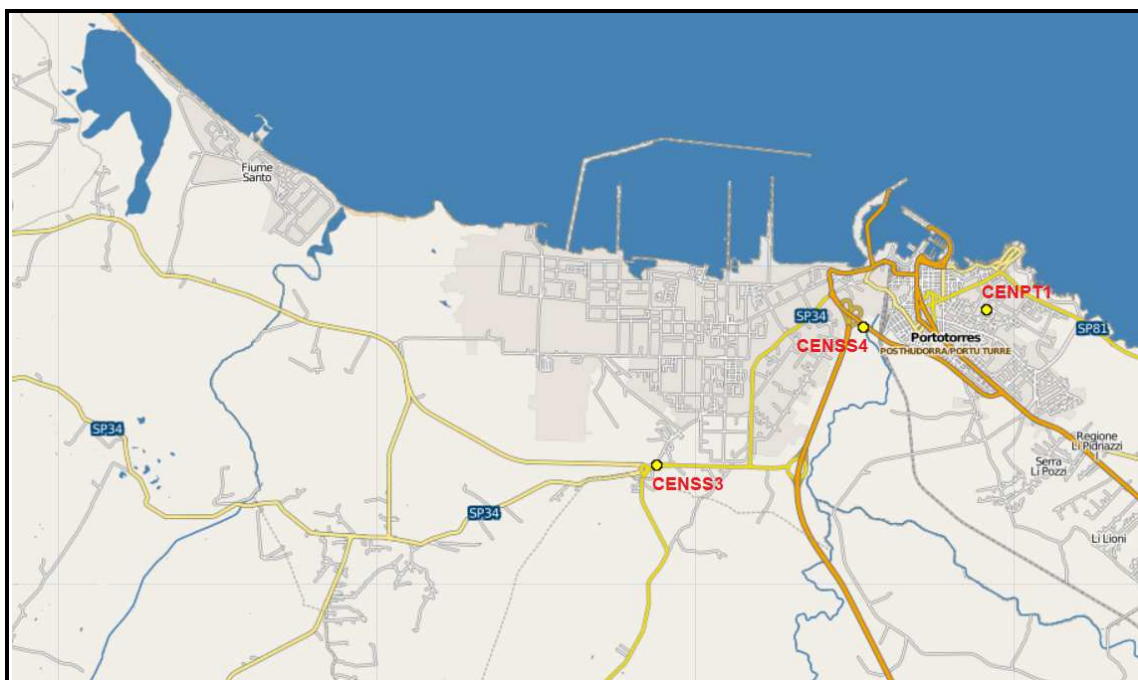 Fiume
Santo
CENPT1
SP34
SP81
CENSS4
Portotorres
POSTHUDORRA/PORTU TURRE
SP34
Regione
Li Pidriazzi
Serra
Li Pozzi
CENSS3
SP34
Li Lioni